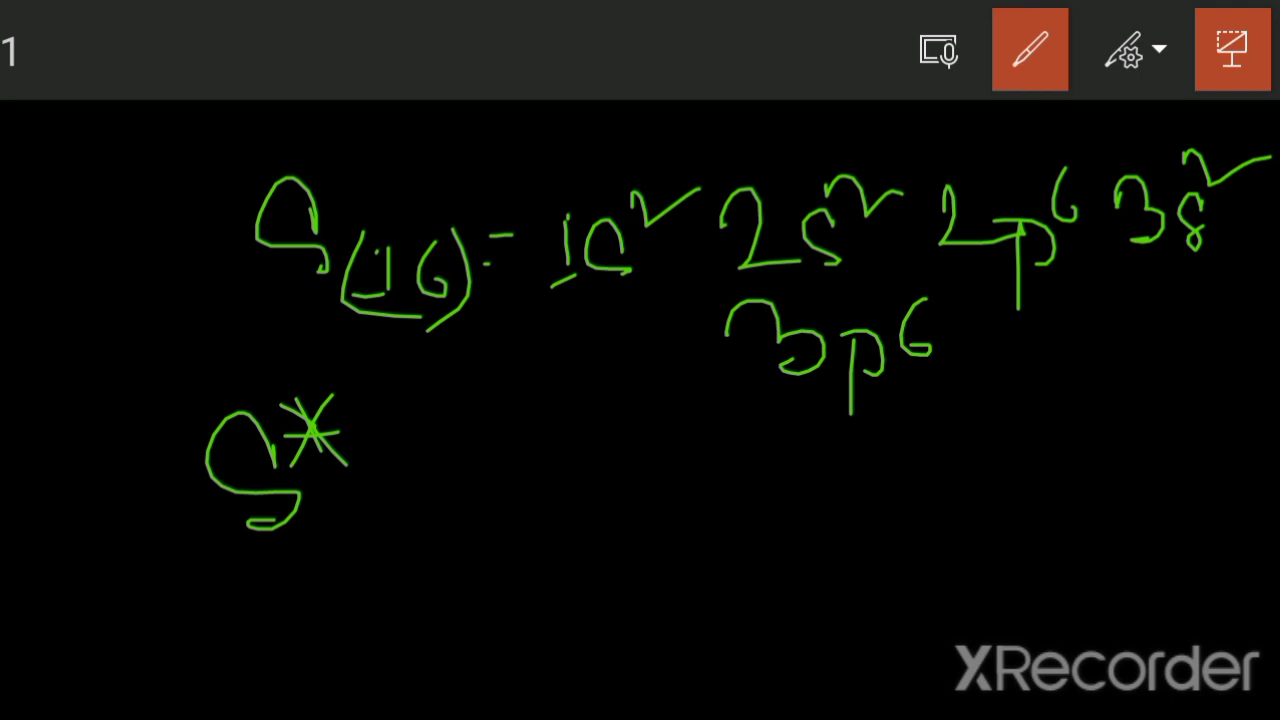 1
S(16) = 1s² 2s² 2p⁶ 3s²
3p⁶
S*
XRecorder